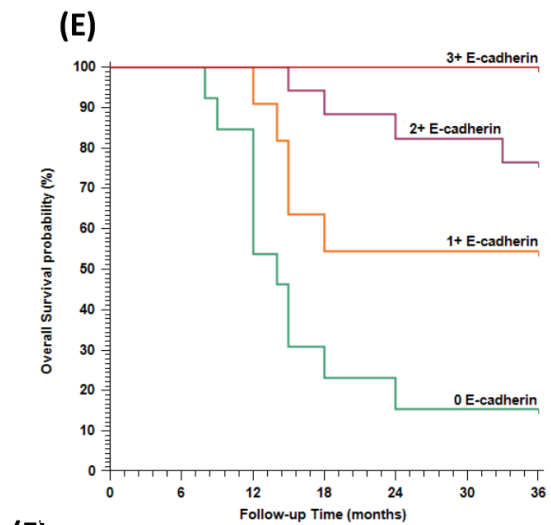 (E)
3+ E-cadherin
100
90
2+ E-cadherin
80
70
60
1+ E-cadherin
50
40
30
20
0 E-cadherin
10
0
Overall Survival probability (%)
0 6 12 18 24 30 36
Follow-up Time (months)